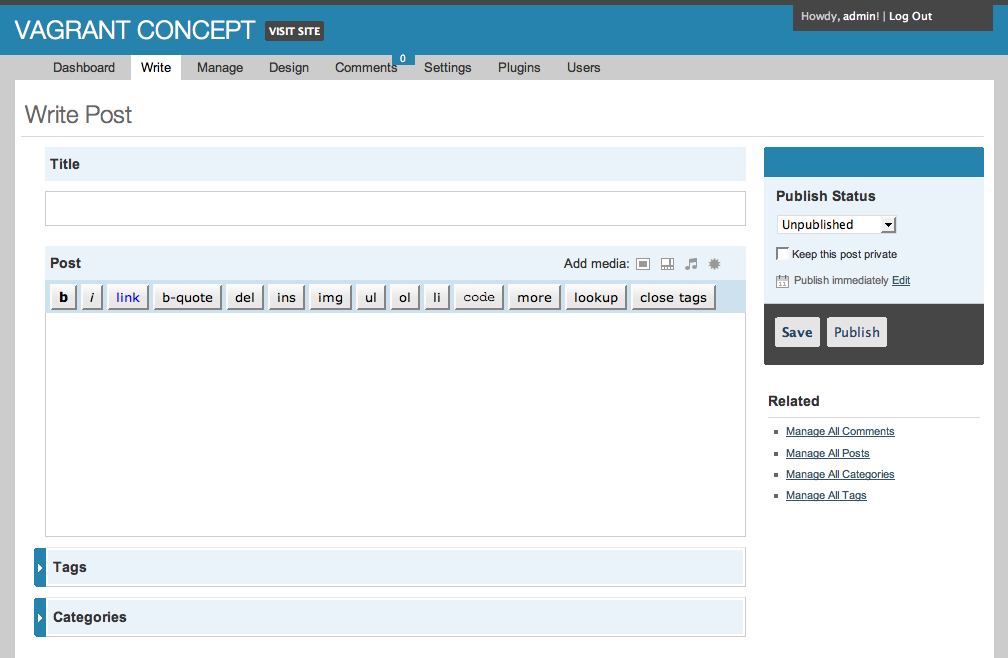 VAGRANT CONCEPT VISIT SITE
Howdy, admin! | Log Out
Dashboard Write Manage Design Comments 0 Settings Plugins Users
Write Post
Title
Post Add media:
b i link b-quote del ins img ul ol li code more lookup close tags
Tags
Categories
Publish Status
Unpublished
Keep this post private
11 Publish immediately Edit
Save Publish
Related
Manage All Comments
Manage All Posts
Manage All Categories
Manage All Tags